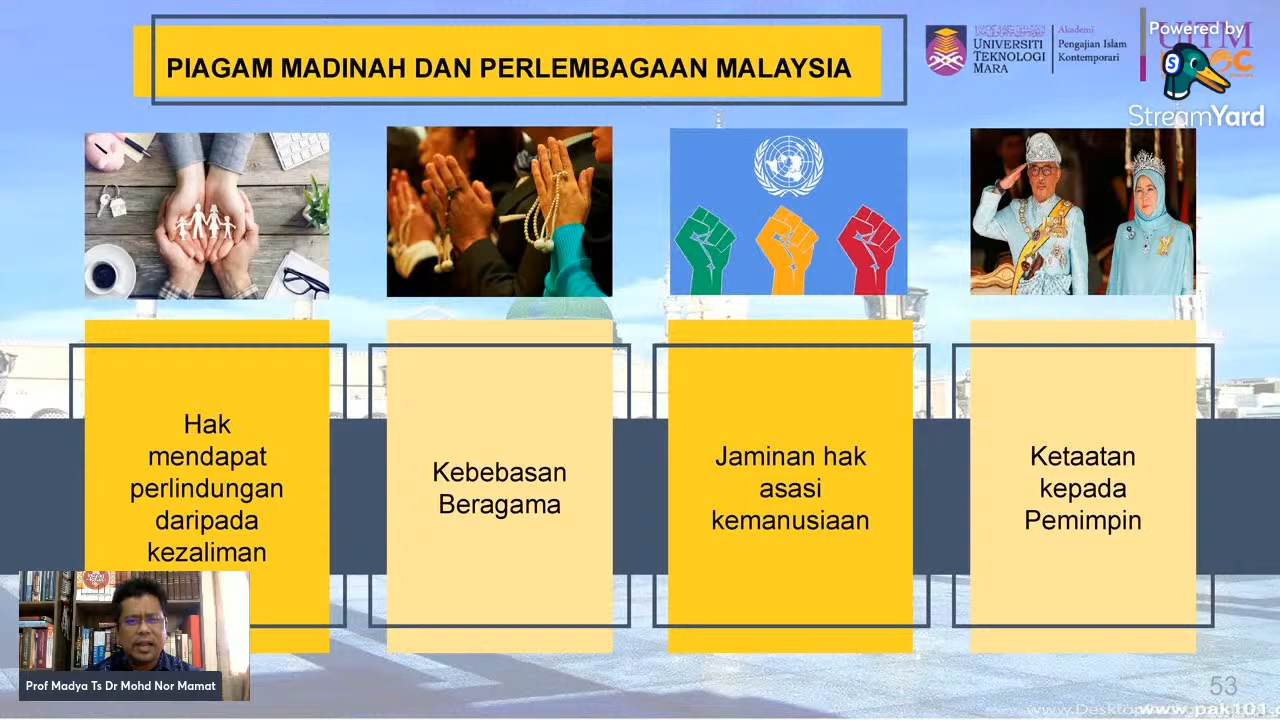 PIAGAM MADINAH DAN PERLEMBAGAAN MALAYSIA
UNIVERSITI
TEKNOLOGI
MARA
Akademi
Pengajian Islam
Kontemporari
UiTM
Powered by
S
StreamYard
Hak
mendapat
perlindungan
daripada
kezaliman
Kebebasan
Beragama
Jaminan hak
asasi
kemanusiaan
Ketaatan
kepada
Pemimpin
Prof Madya Ts Dr Mohd Nor Mamat
53
www.pak101.c